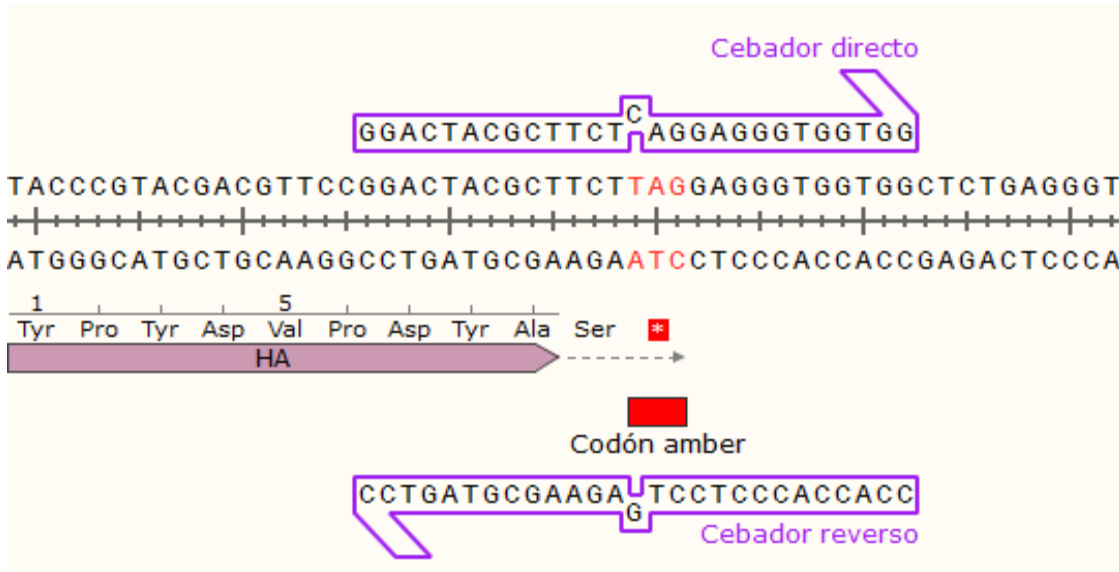 Cebador directo
C
GGACTACGCTTCT AGGAGGGTGGTGG
TACCCGTACGACGTTCCGGACTACGCTTCTTAGGAGGGTGGTGGCTCTGAGGGT
ATGGGCATGCTGCAAGGCCTGATGCGAAGAATCCTCCCACCACCGAGACTCCCA
1 5
Tyr Pro Tyr Asp Val Pro Asp Tyr Ala Ser *
HA
Codón amber
CCTGATGCGAAGA TCCTCCCACCACC
G
Cebador reverso